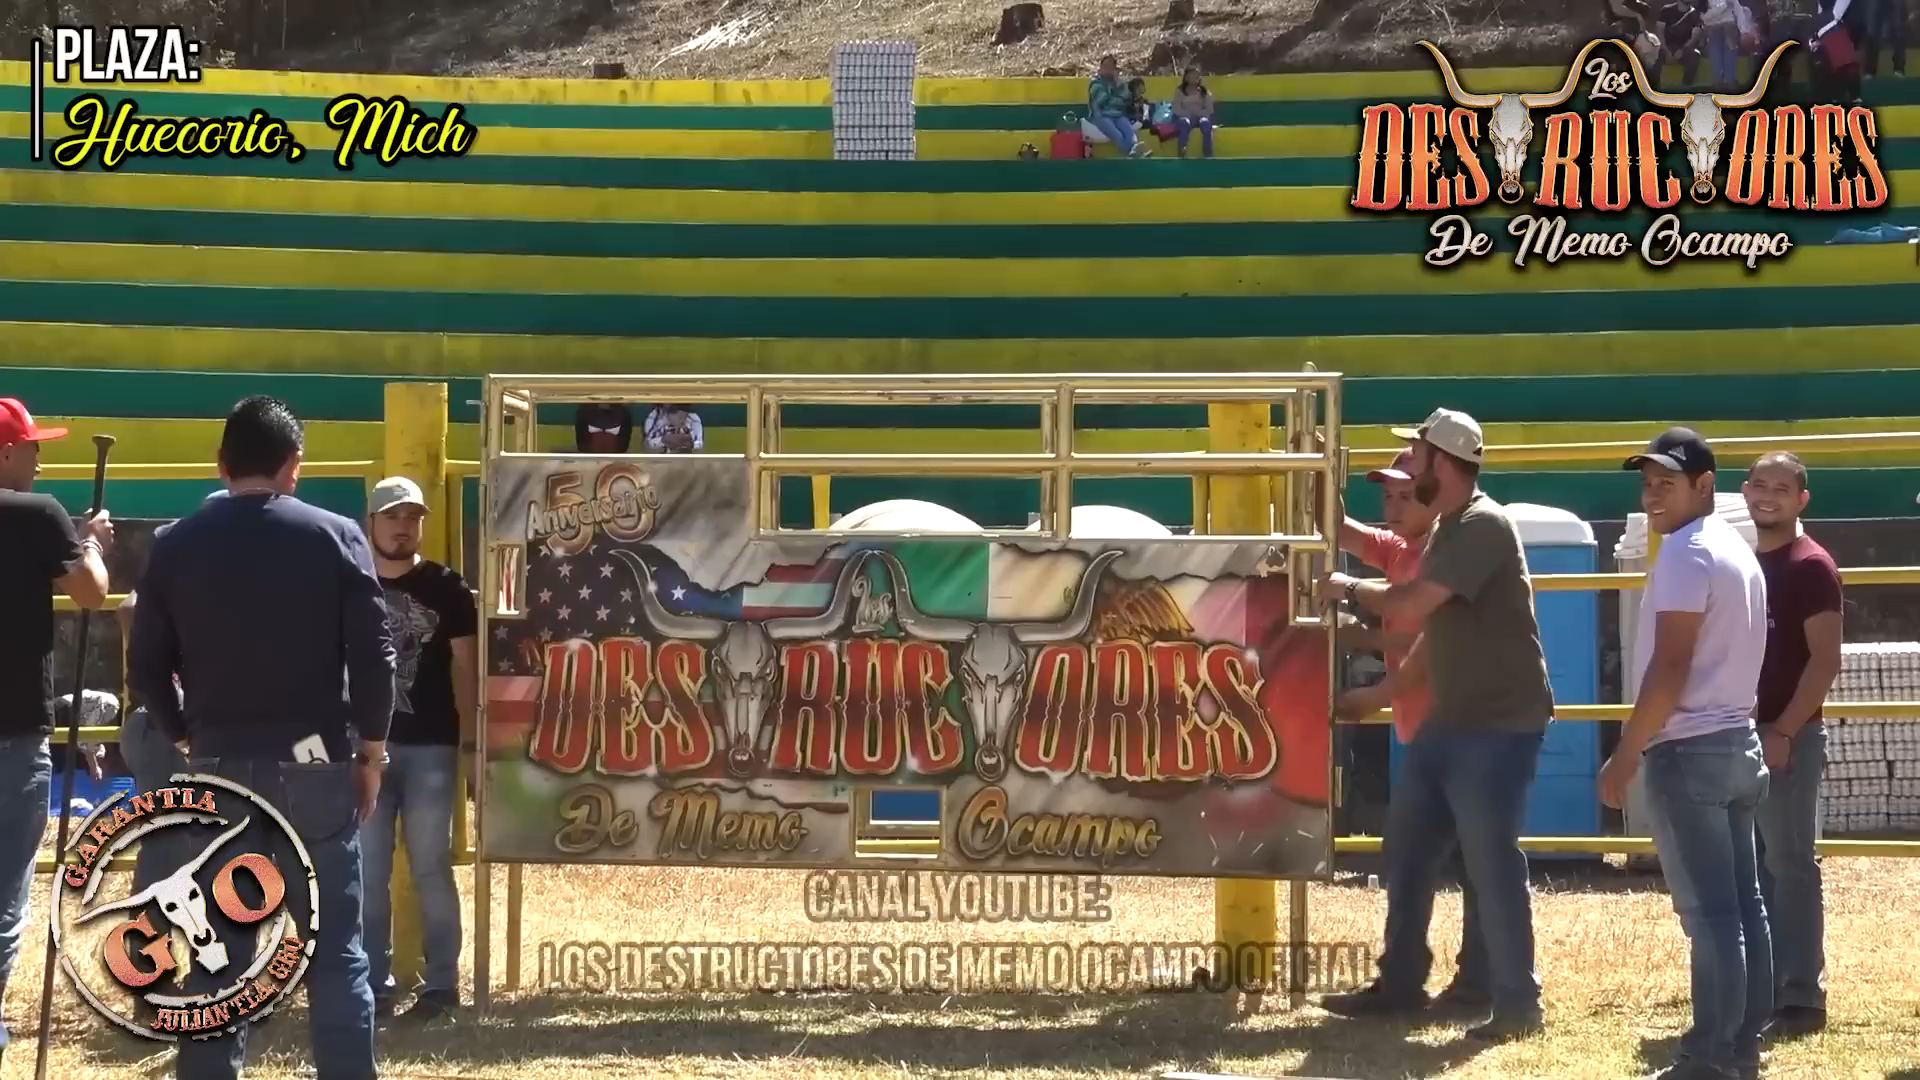 PLAZA:
Huecorio, Mich
Los
DESTRUCTORES
De Memo Ocampo
50
Aniversario
Los
DESTRUCTORES
De Memo Ocampo
GARANTIA
GO
JULIANTLA, GRO
CANAL YOUTUBE:
LOS DESTRUCTORES DE MEMO OCAMPO OFICIAL